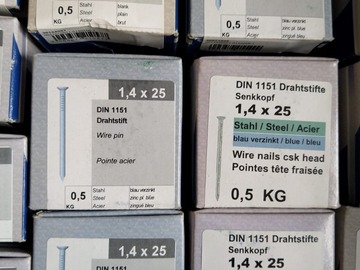 0,5
KG
Stahl
Steel
Acier
blank
plain
brut
0,5
Stahl
Steel
Acier
blau verzinkt
zinc pl. blue
zingué bleu
1,4 x 25
DIN 1151
Drahtstift
Wire pin
Pointe acier
0,5
KG
Stahl
Steel
Acier
blau verzinkt
zinc pl. blue
zingué bleu
DIN 1151 Drahtstifte
Senkkopf
1,4 x 25
Stahl / Steel / Acier
blau verzinkt / blue / bleu
Wire nails csk head
Pointes tête fraisée
0,5 KG
1,4 x 25
DIN 1151
DIN 1151 Drahtstifte
Senkkopf
1,4 x 25